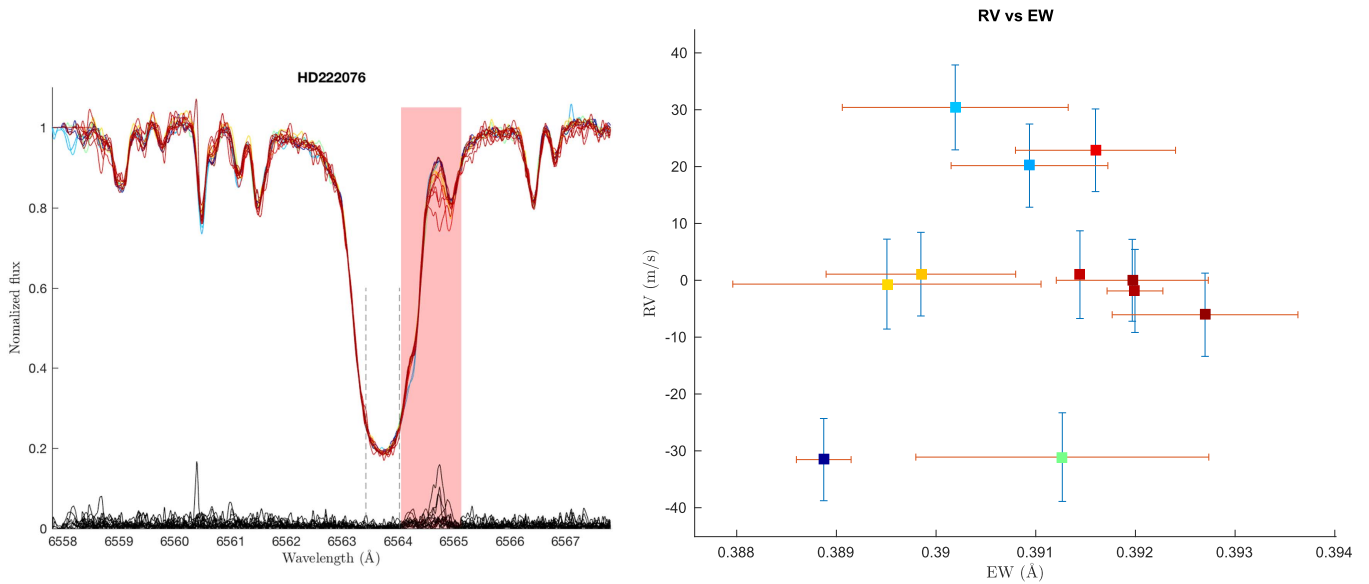 HD222076
Nomalized flux
1
0.8
0.6
0.4
0.2
0
6558 6559 6560 6561 6562 6563 6564 6565 6566 6567
Wavelength (Å)
RV vs EW
RV (m/s)
40
30
20
10
0
-10
-20
-30
-40
0.388 0.389 0.39 0.391 0.392 0.393 0.394
EW (Å)